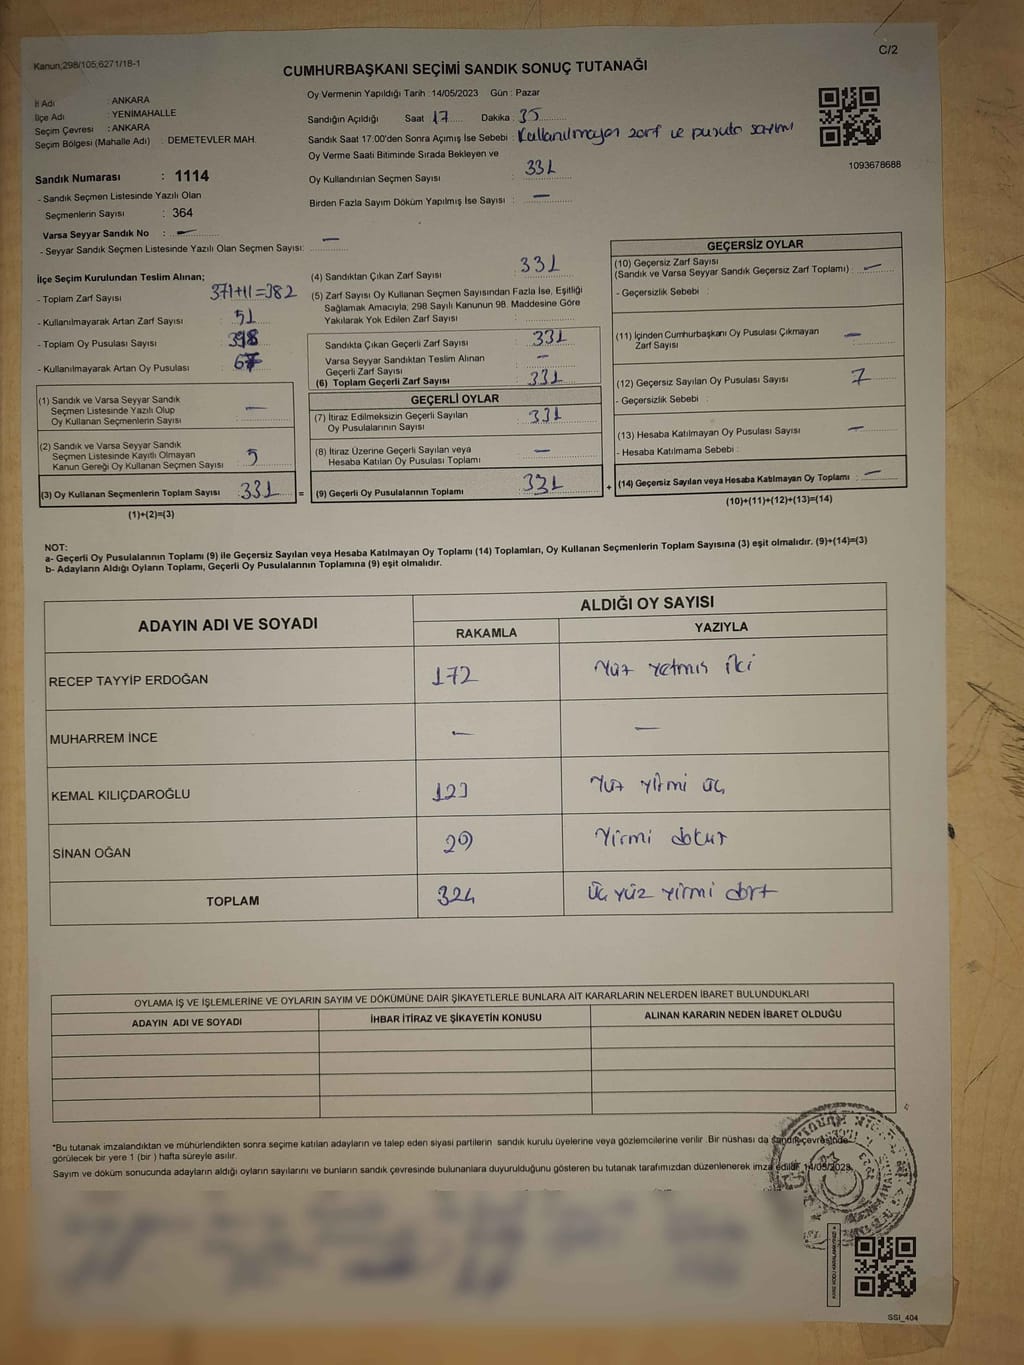 Kanun;298/105,6271/18-1
C/2
CUMHURBAŞKANI SEÇİMİ SANDIK SONUÇ TUTANAĞI
İl Adı : ANKARA
İlçe Adı : YENİMAHALLE
Seçim Çevresi : ANKARA
Seçim Bölgesi (Mahalle Adı) : DEMETEVLER MAH.
Sandık Numarası : 1114
- Sandık Seçmen Listesinde Yazılı Olan
Seçmenlerin Sayısı : 364
Varsa Seyyar Sandık No : —
- Seyyar Sandık Seçmen Listesinde Yazılı Olan Seçmen Sayısı: —
Oy Vermenin Yapıldığı Tarih : 14/05/2023 Gün : Pazar
Sandığın Açıldığı Saat 17 Dakika : 35
Sandık Saat 17:00'den Sonra Açımış İse Sebebi : Kullanılmayan zarf ve pusula sayımı
Oy Verme Saati Bitiminde Sırada Bekleyen ve
Oy Kullandırılan Seçmen Sayısı : 331
Birden Fazla Sayım Döküm Yapılmış İse Sayısı : —
1093678688
İlçe Seçim Kurulundan Teslim Alınan;
- Toplam Zarf Sayısı : 371+11=382
- Kullanılmayarak Artan Zarf Sayısı : 51
- Toplam Oy Pusulası Sayısı : 398
- Kullanılmayarak Artan Oy Pusulası : 67
(1) Sandık ve Varsa Seyyar Sandık
Seçmen Listesinde Yazılı Olup
Oy Kullanan Seçmenlerin Sayısı : —
(2) Sandık ve Varsa Seyyar Sandık
Seçmen Listesinde Kayıtlı Olmayan
Kanun Gereği Oy Kullanan Seçmen Sayısı : 5
(3) Oy Kullanan Seçmenlerin Toplam Sayısı : 331 =
(1)+(2)=(3)
(4) Sandıktan Çıkan Zarf Sayısı : 331
(5) Zarf Sayısı Oy Kullanan Seçmen Sayısından Fazla İse, Eşitliği
Sağlamak Amacıyla, 298 Sayılı Kanunun 98. Maddesine Göre
Yakılarak Yok Edilen Zarf Sayısı :
Sandıkta Çıkan Geçerli Zarf Sayısı : 331
Varsa Seyyar Sandıktan Teslim Alınan
Geçerli Zarf Sayısı : —
(6) Toplam Geçerli Zarf Sayısı : 331
GEÇERLİ OYLAR
(7) İtiraz Edilmeksizin Geçerli Sayılan
Oy Pusulalarının Sayısı : 331
(8) İtiraz Üzerine Geçerli Sayılan veya
Hesaba Katılan Oy Pusulası Toplamı : —
(9) Geçerli Oy Pusulalarının Toplamı : 331 +
GEÇERSİZ OYLAR
(10) Geçersiz Zarf Sayısı
(Sandık ve Varsa Seyyar Sandık Geçersiz Zarf Toplamı) : —
- Geçersizlik Sebebi :
(11) İçinden Cumhurbaşkanı Oy Pusulası Çıkmayan
Zarf Sayısı : —
(12) Geçersiz Sayılan Oy Pusulası Sayısı : 7
- Geçersizlik Sebebi :
(13) Hesaba Katılmayan Oy Pusulası Sayısı : —
- Hesaba Katılmama Sebebi :
(14) Geçersiz Sayılan veya Hesaba Katılmayan Oy Toplamı : —
(10)+(11)+(12)+(13)=(14)
NOT:
a- Geçerli Oy Pusulalarının Toplamı (9) ile Geçersiz Sayılan veya Hesaba Katılmayan Oy Toplamı (14) Toplamları, Oy Kullanan Seçmenlerin Toplam Sayısına (3) eşit olmalıdır. (9)+(14)=(3)
b- Adayların Aldığı Oyların Toplamı, Geçerli Oy Pusulalarının Toplamına (9) eşit olmalıdır.
ADAYIN ADI VE SOYADI
ALDIĞI OY SAYISI
RAKAMLA YAZIYLA
RECEP TAYYİP ERDOĞAN 172 Yüz yetmiş iki
MUHARREM İNCE — —
KEMAL KILIÇDAROĞLU 123 Yüz yirmi üç
SİNAN OĞAN 29 Yirmi dokuz
TOPLAM 324 Üç yüz yirmi dört
OYLAMA İŞ VE İŞLEMLERİNE VE OYLARIN SAYIM VE DÖKÜMÜNE DAİR ŞİKAYETLERLE BUNLARA AİT KARARLARIN NELERDEN İBARET BULUNDUKLARI
ADAYIN ADI VE SOYADI İHBAR İTİRAZ VE ŞİKAYETİN KONUSU ALINAN KARARIN NEDEN İBARET OLDUĞU
*Bu tutanak imzalandıktan ve mühürlendikten sonra seçime katılan adayların ve talep eden siyasi partilerin sandık kurulu üyelerine veya gözlemcilerine verilir. Bir nüshası da sandık çevresinde
görülecek bir yere 1 (bir ) hafta süreyle asılır.
Sayım ve döküm sonucunda adayların aldığı oyların sayılarını ve bunların sandık çevresinde bulunanlara duyurulduğunu gösteren bu tutanak tarafımızdan düzenlenerek imza edildi. 14/05/2023
SSI_404